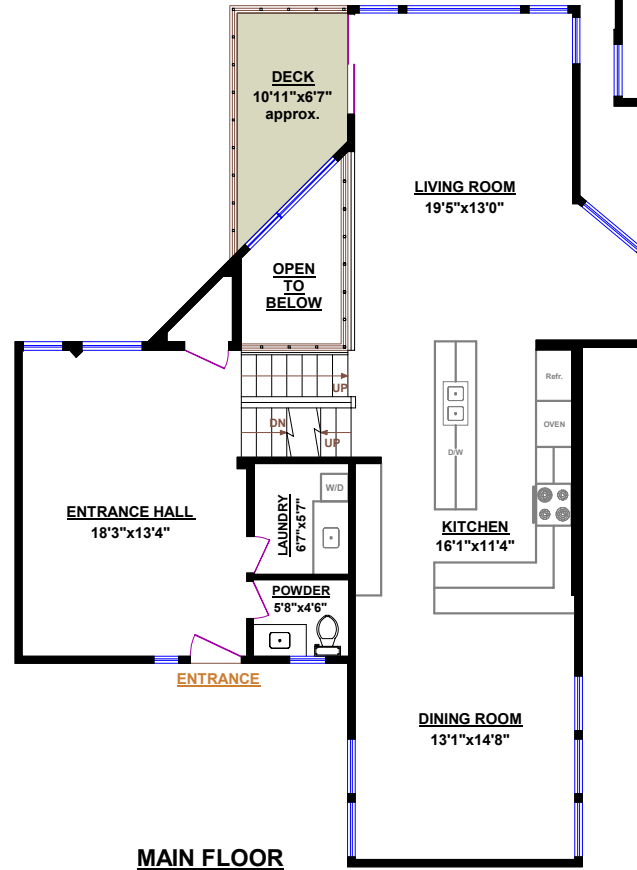 DECK
10'11"x6'7"
approx.
LIVING ROOM
19'5"x13'0"
OPEN
TO
BELOW
UP
DN
UP
Refr.
OVEN
D/W
W/D
LAUNDRY
6'7"x5'7"
ENTRANCE HALL
18'3"x13'4"
KITCHEN
16'1"x11'4"
POWDER
5'8"x4'6"
ENTRANCE
DINING ROOM
13'1"x14'8"
MAIN FLOOR